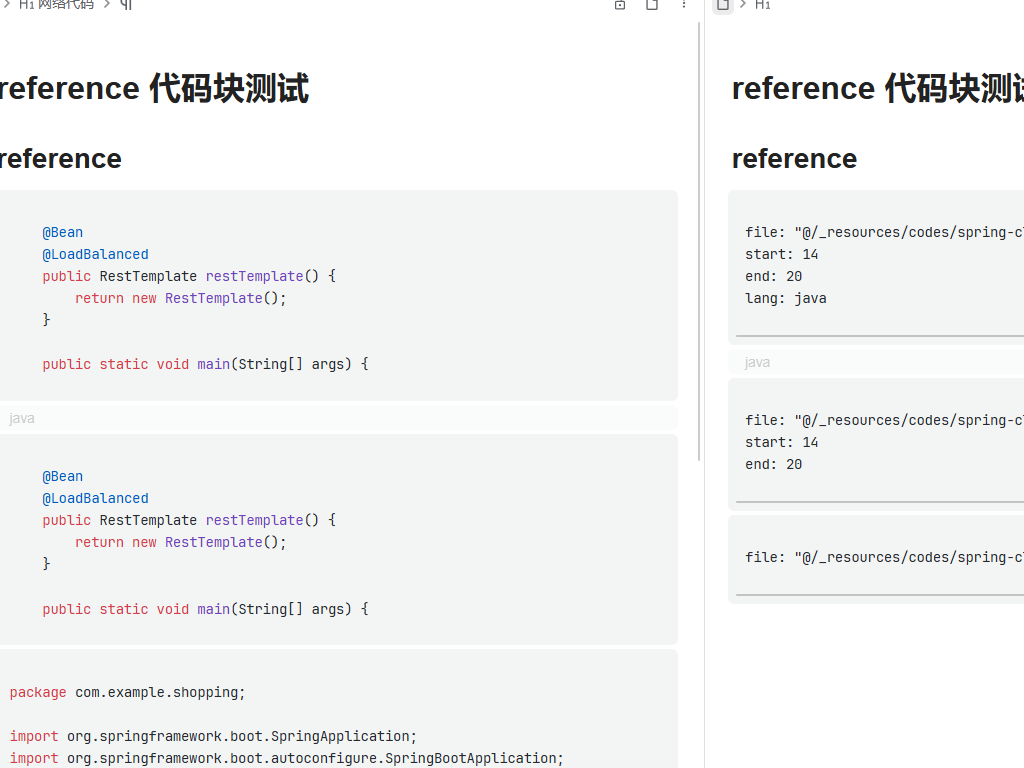 H1 网络代码
H1
reference 代码块测试
reference
@Bean
@LoadBalanced
public RestTemplate restTemplate() {
return new RestTemplate();
}
public static void main(String[] args) {
java
@Bean
@LoadBalanced
public RestTemplate restTemplate() {
return new RestTemplate();
}
public static void main(String[] args) {
package com.example.shopping;
import org.springframework.boot.SpringApplication;
import org.springframework.boot.autoconfigure.SpringBootApplication;
reference 代码块测试
reference
file: "@/_resources/codes/spring-cl
start: 14
end: 20
lang: java
java
file: "@/_resources/codes/spring-cl
start: 14
end: 20
file: "@/_resources/codes/spring-cl